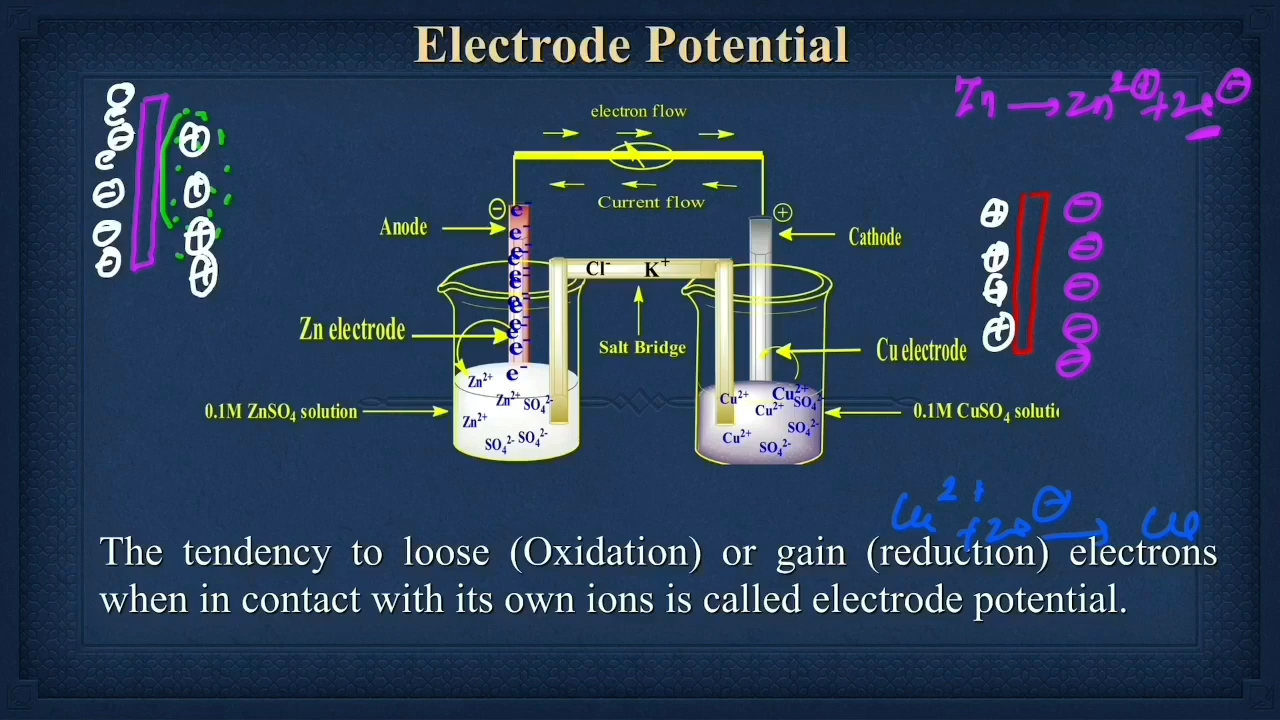 Electrode Potential
Zn → Zn²⊕ + 2e⊖
electron flow
Current flow
⊖ e⁻
⊕
Anode
Cathode
e⁻
e⁻
e⁻
e⁻
e⁻
e⁻
e⁻
e⁻
Cl⁻ K⁺
Zn electrode
Salt Bridge
Cu electrode
Zn²⁺
Zn²⁺
SO₄²⁻
Zn²⁺
SO₄²⁻
SO₄²⁻
Cu²⁺
Cu²⁺
SO₄²⁻
Cu²⁺
Cu²⁺
SO₄²⁻
SO₄²⁻
0.1M ZnSO₄ solution
0.1M CuSO₄ solutio
Cu²⁺ + 2e⊖ → Cu
The tendency to loose (Oxidation) or gain (reduction) electrons
when in contact with its own ions is called electrode potential.